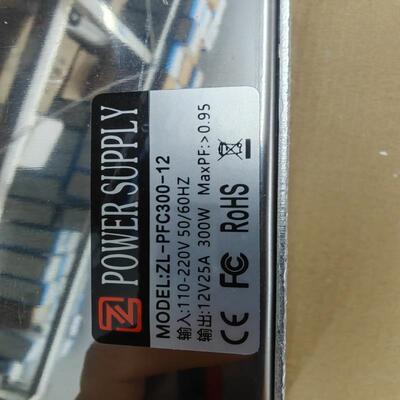 POWER SUPPLY
MODEL:ZL-PFC300-12
输入:110-220V 50/60HZ
输出:12V25A 300W MaxPF:>0.95
CE FC RoHS